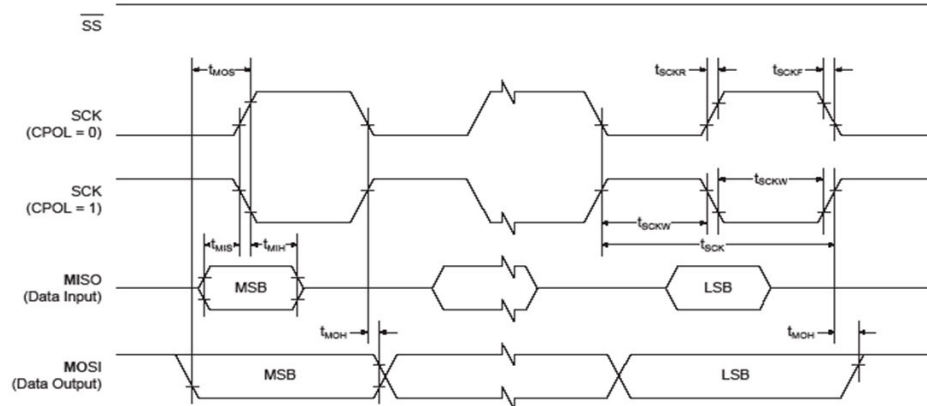 SS
tMOS
tSCKR
tSCKF
SCK
(CPOL = 0)
SCK
(CPOL = 1)
tSCKW
tSCKW
tSCK
tMIS
tMIH
MISO
(Data Input)
MSB
LSB
tMOH
tMOH
MOSI
(Data Output)
MSB
LSB